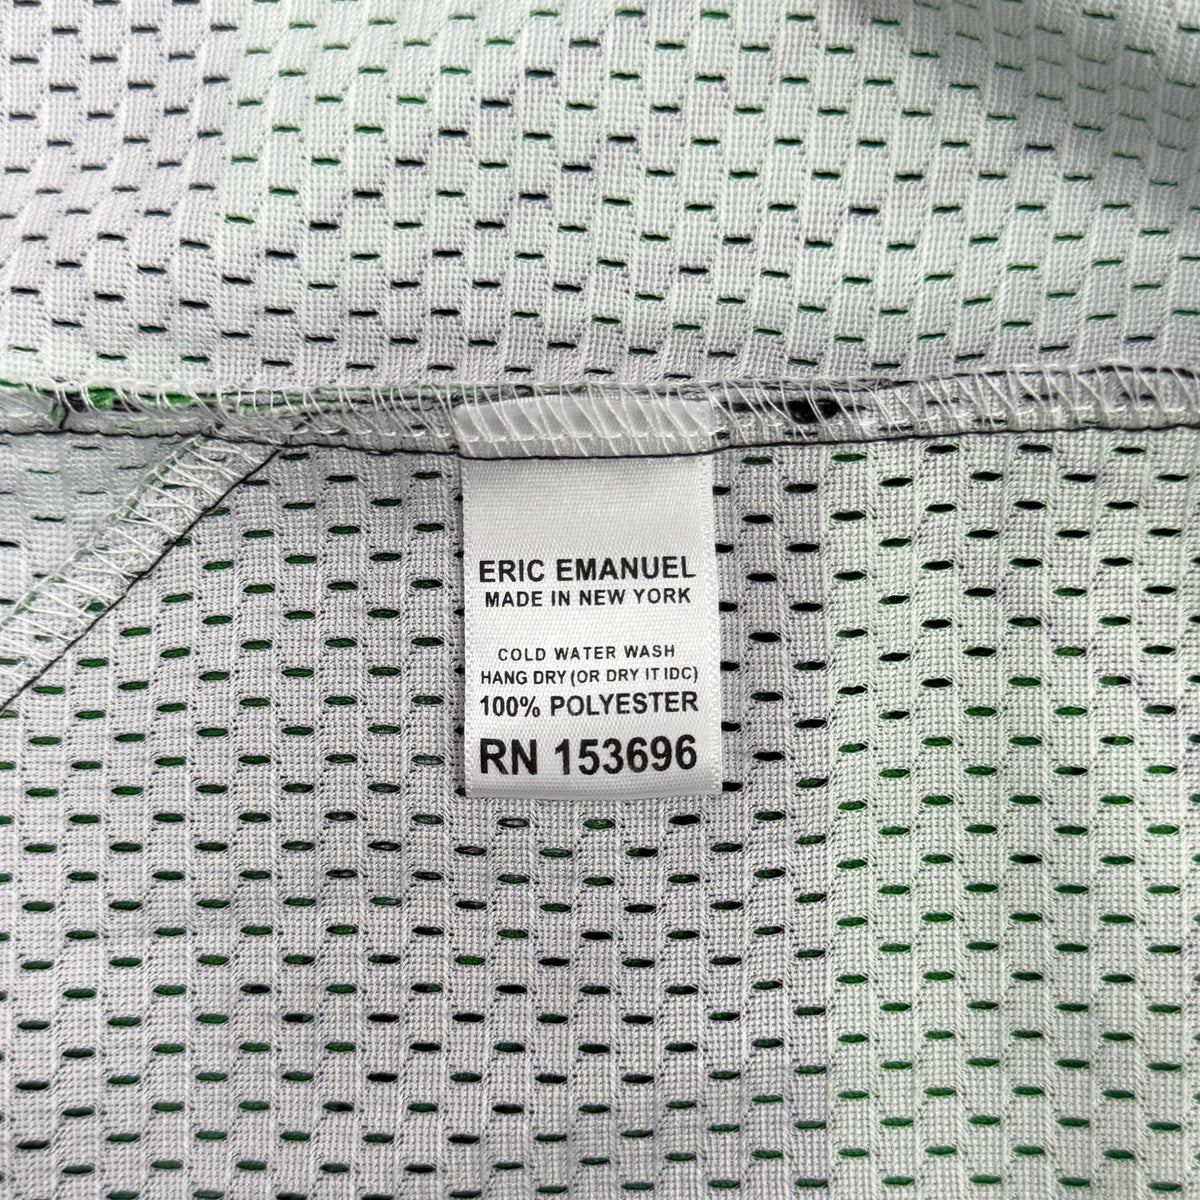 ERIC EMANUEL
MADE IN NEW YORK
COLD WATER WASH
HANG DRY (OR DRY IT IDC)
100% POLYESTER
RN 153696